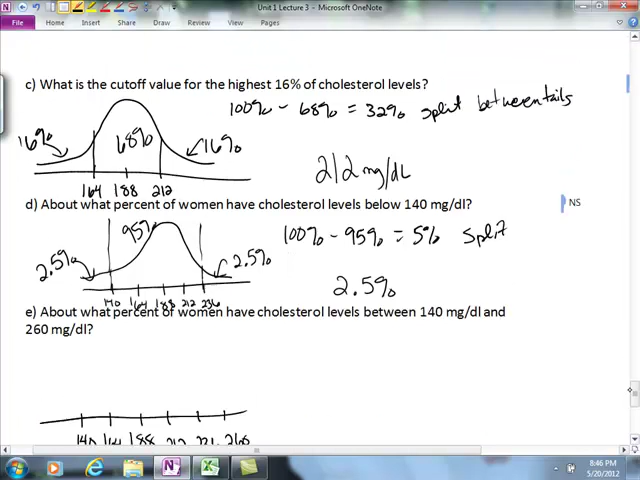 Unit 1 Lecture 3 - Microsoft OneNote
File Home Insert Share Draw Review View
c) What is the cutoff value for the highest 16% of cholesterol levels?
100% - 68% = 32% split between tails
16% 68% 16%
212 mg/dL
164 188 212
d) About what percent of women have cholesterol levels below 140 mg/dl?
NS
95% 100% - 95% = 5% split
2.5% 2.5%
2.5%
140 164 188 212 236
e) About what percent of women have cholesterol levels between 140 mg/dl and
260 mg/dl?
140 164 188 212 236 260
8:46 PM
5/20/2012